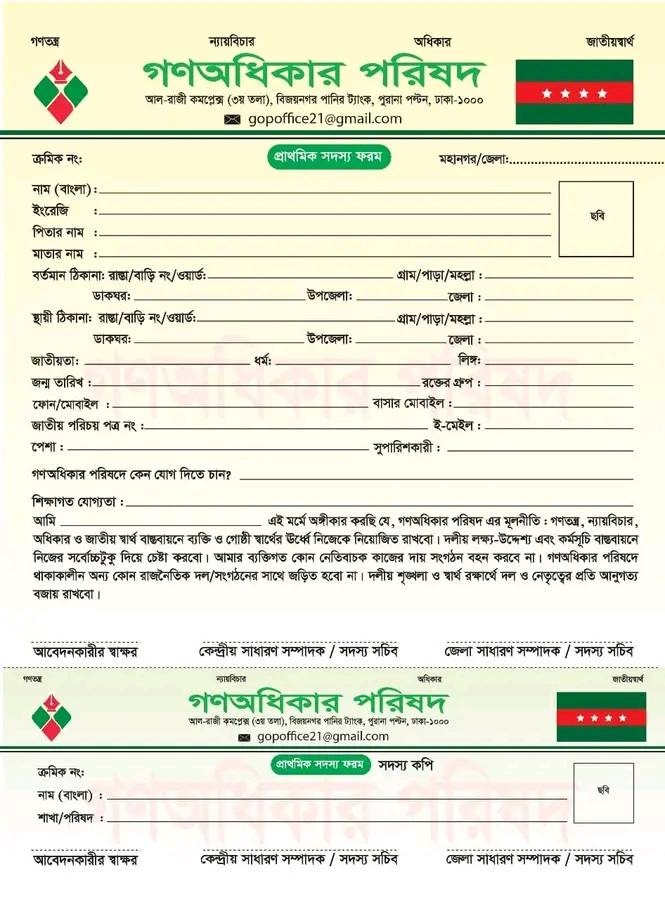 গণতন্ত্র ন্যায়বিচার অধিকার জাতীয়স্বার্থ
গণঅধিকার পরিষদ
আল-রাজী কমপ্লেক্স (৩য় তলা), বিজয়নগর পানির ট্যাংক, পুরানা পল্টন, ঢাকা-১০০০
gopoffice21@gmail.com
ক্রমিক নং: প্রাথমিক সদস্য ফরম মহানগর/জেলা:
নাম (বাংলা) :
ছবি
ইংরেজি :
পিতার নাম :
মাতার নাম :
বর্তমান ঠিকানা: রাস্তা/বাড়ি নং/ওয়ার্ড: গ্রাম/পাড়া/মহল্লা :
ডাকঘর: উপজেলা: জেলা :
স্থায়ী ঠিকানা: রাস্তা/বাড়ি নং/ওয়ার্ড: গ্রাম/পাড়া/মহল্লা :
ডাকঘর: উপজেলা: জেলা :
জাতীয়তা: ধর্ম: লিঙ্গ:
গণঅধিকার পরিষদ
জন্ম তারিখ : রক্তের গ্রুপ :
ফোন/মোবাইল : বাসার মোবাইল :
জাতীয় পরিচয় পত্র নং : ই-মেইল :
পেশা : সুপারিশকারী :
গণঅধিকার পরিষদে কেন যোগ দিতে চান?
শিক্ষাগত যোগ্যতা :
আমি এই মর্মে অঙ্গীকার করছি যে, গণঅধিকার পরিষদ এর মূলনীতি : গণতন্ত্র, ন্যায়বিচার,
অধিকার ও জাতীয় স্বার্থ বাস্তবায়নে ব্যক্তি ও গোষ্ঠী স্বার্থের ঊর্ধ্বে নিজেকে নিয়োজিত রাখবো। দলীয় লক্ষ্য-উদ্দেশ্য এবং কর্মসূচি বাস্তবায়নে
নিজের সর্বোচ্চটুকু দিয়ে চেষ্টা করবো। আমার ব্যক্তিগত কোন নেতিবাচক কাজের দায় সংগঠন বহন করবে না। গণঅধিকার পরিষদে
থাকাকালীন অন্য কোন রাজনৈতিক দল/সংগঠনের সাথে জড়িত হবো না। দলীয় শৃঙ্খলা ও স্বার্থ রক্ষার্থে দল ও নেতৃত্বের প্রতি আনুগত্য
বজায় রাখবো।
আবেদনকারীর স্বাক্ষর কেন্দ্রীয় সাধারণ সম্পাদক / সদস্য সচিব জেলা সাধারণ সম্পাদক / সদস্য সচিব
গণতন্ত্র ন্যায়বিচার অধিকার জাতীয়স্বার্থ
গণঅধিকার পরিষদ
আল-রাজী কমপ্লেক্স (৩য় তলা), বিজয়নগর পানির ট্যাংক, পুরানা পল্টন, ঢাকা-১০০০
gopoffice21@gmail.com
ক্রমিক নং: প্রাথমিক সদস্য ফরম সদস্য কপি
ছবি
নাম (বাংলা) :
শাখা/পরিষদ :
গণঅধিকার পরিষদ
আবেদনকারীর স্বাক্ষর কেন্দ্রীয় সাধারণ সম্পাদক / সদস্য সচিব জেলা সাধারণ সম্পাদক / সদস্য সচিব